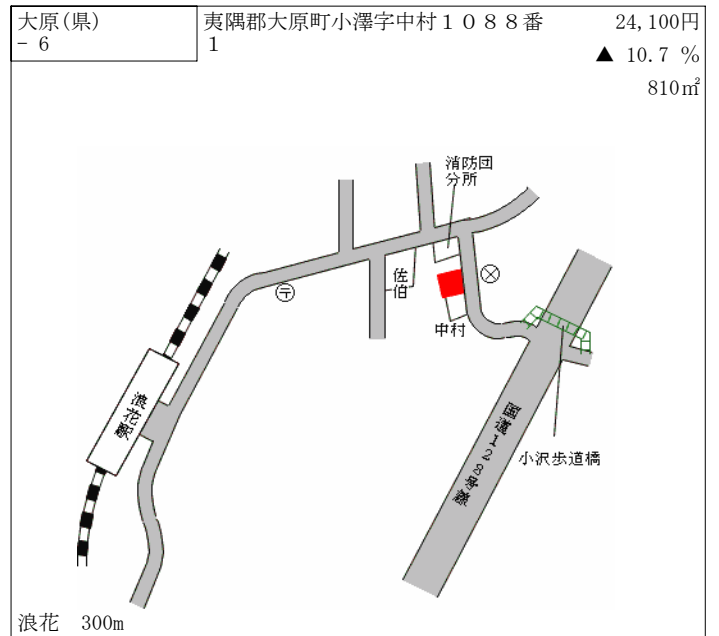 大原(県)
－6
夷隅郡大原町小澤字中村１０８８番
１
24,100円
▲ 10.7 %
810㎡
消防団
分所
佐伯
〒
中村
浪花駅
国道128号線
小沢歩道橋
浪花　300m